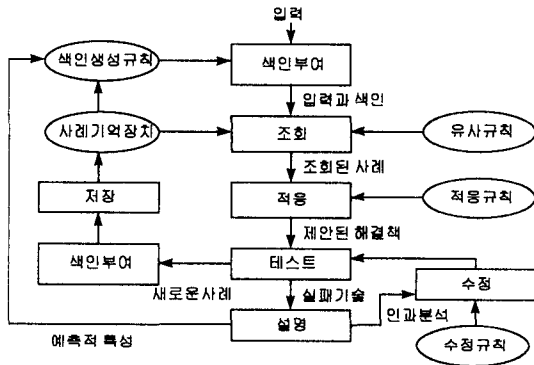 입력
색인생성규칙
색인부여
입력과 색인
사례기억장치
조회
유사규칙
조회된 사례
저장
적응
적응규칙
제안된 해결책
색인부여
테스트
수정
새로운사례
실패기술
인과분석
설명
예측적 특성
수정규칙